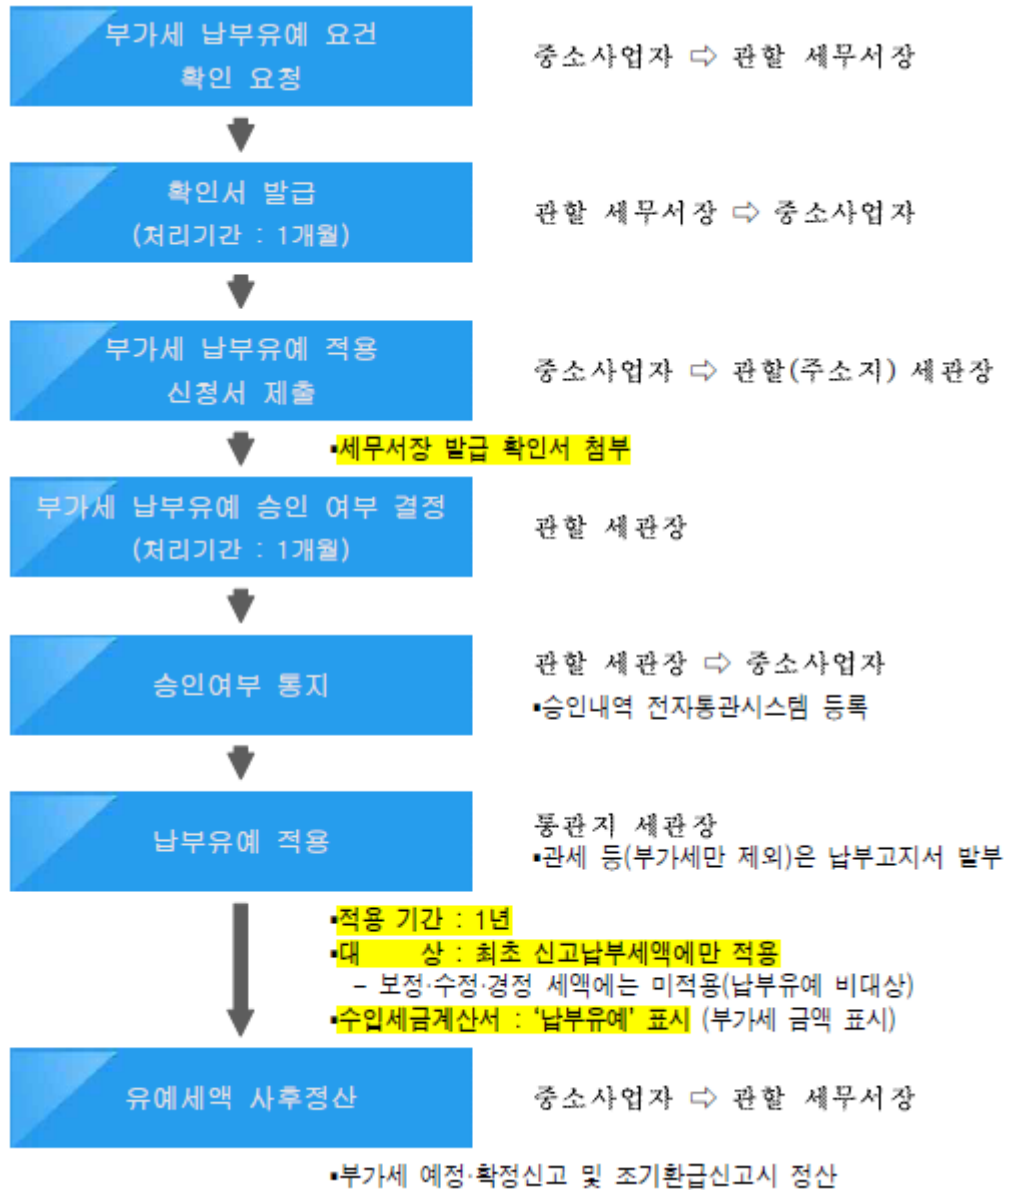 부가세 납부유예 요건
확인 요청
중소사업자 ⇨ 관할 세무서장
확인서 발급
(처리기간 : 1개월)
관할 세무서장 ⇨ 중소사업자
부가세 납부유예 적용
신청서 제출
중소사업자 ⇨ 관할(주소지) 세관장
▪세무서장 발급 확인서 첨부
부가세 납부유예 승인 여부 결정
(처리기간 : 1개월)
관할 세관장
승인여부 통지
관할 세관장 ⇨ 중소사업자
▪승인내역 전자통관시스템 등록
납부유예 적용
통관지 세관장
▪관세 등(부가세만 제외)은 납부고지서 발부
▪적용 기간 : 1년
▪대 상 : 최초 신고납부세액에만 적용
– 보정·수정·경정 세액에는 미적용(납부유예 비대상)
▪수입세금계산서 : ‘납부유예’ 표시 (부가세 금액 표시)
유예세액 사후정산
중소사업자 ⇨ 관할 세무서장
▪부가세 예정·확정신고 및 조기환급신고시 정산